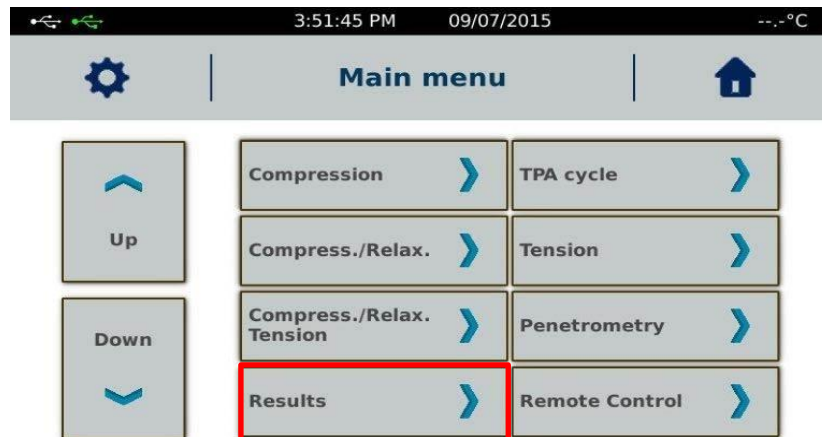 3:51:45 PM 09/07/2015 --.-°C
Main menu
Up
Down
Compression
TPA cycle
Compress./Relax.
Tension
Compress./Relax.
Tension
Penetrometry
Results
Remote Control